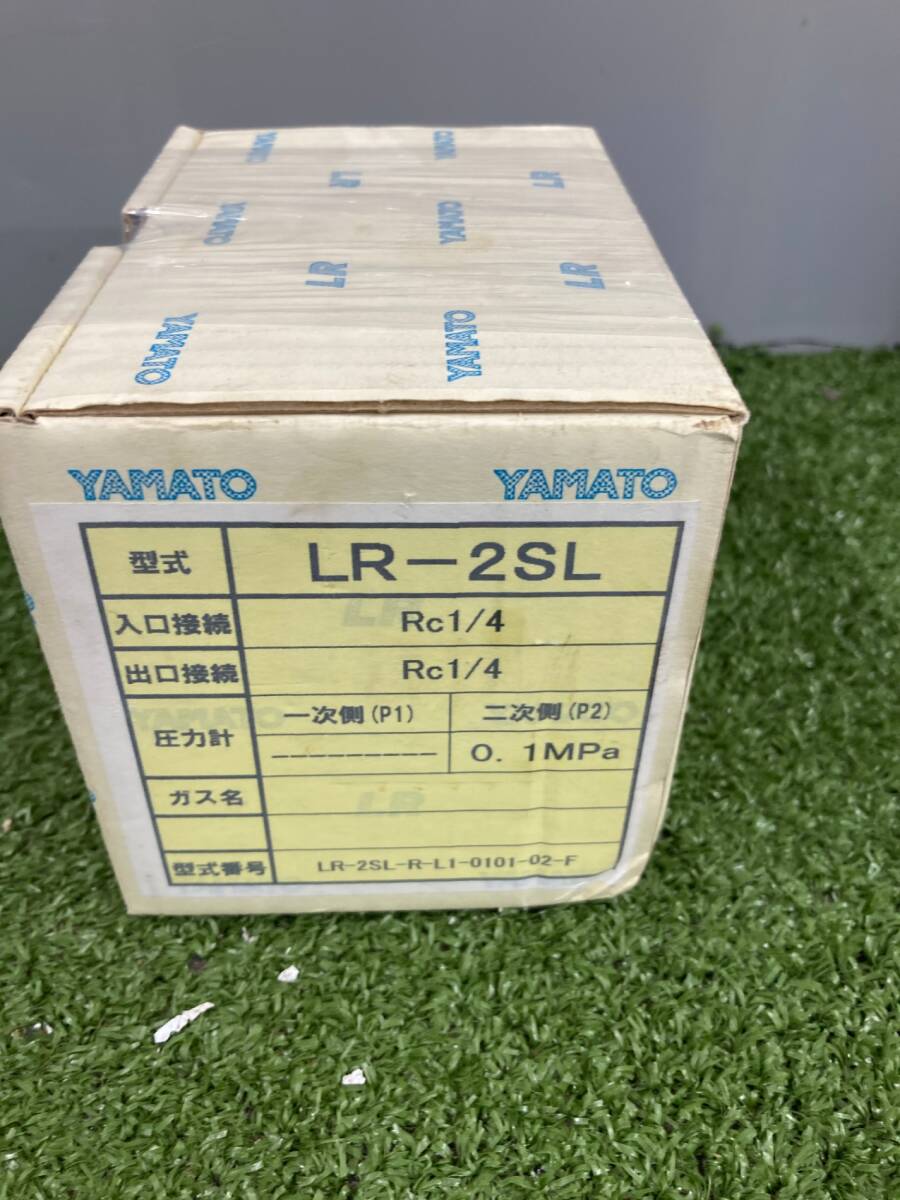 YAMATO YAMATO
LR LR
YAMATO YAMATO
LR LR
YAMATO YAMATO
YAMATO YAMATO
型式 LR-2SL
入口接続 Rc1/4
出口接続 Rc1/4
圧力計 一次側(P1) 二次側(P2)
--------- 0.1MPa
ガス名
型式番号 LR-2SL-R-L1-0101-02-F